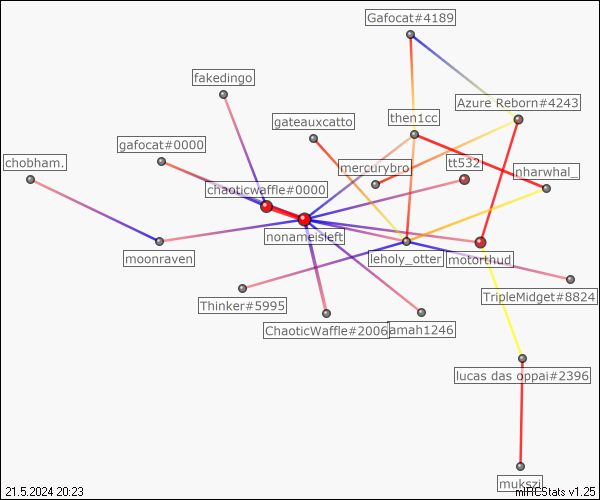 Gafocat#4189
fakedingo
Azure Reborn#4243
gateauxcatto
then1cc
gafocat#0000
chobham.
mercurybro
tt532
nharwhal_
chaoticwaffle#0000
nonameisleft
moonraven
leholy_otter
motorthud
Thinker#5995
TripleMidget#8824
ChaoticWaffle#2006
amah1246
lucas das oppai#2396
mukszi
21.5.2024 20:23
mIRCStats v1.25